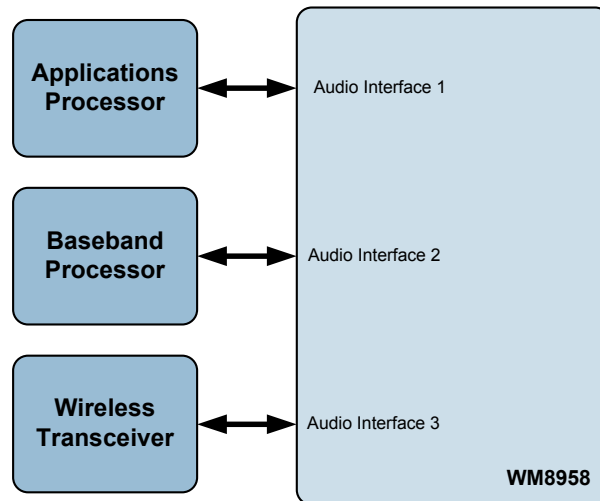 Applications
Processor
Audio Interface 1
Baseband
Processor
Audio Interface 2
Wireless
Transceiver
Audio Interface 3
WM8958